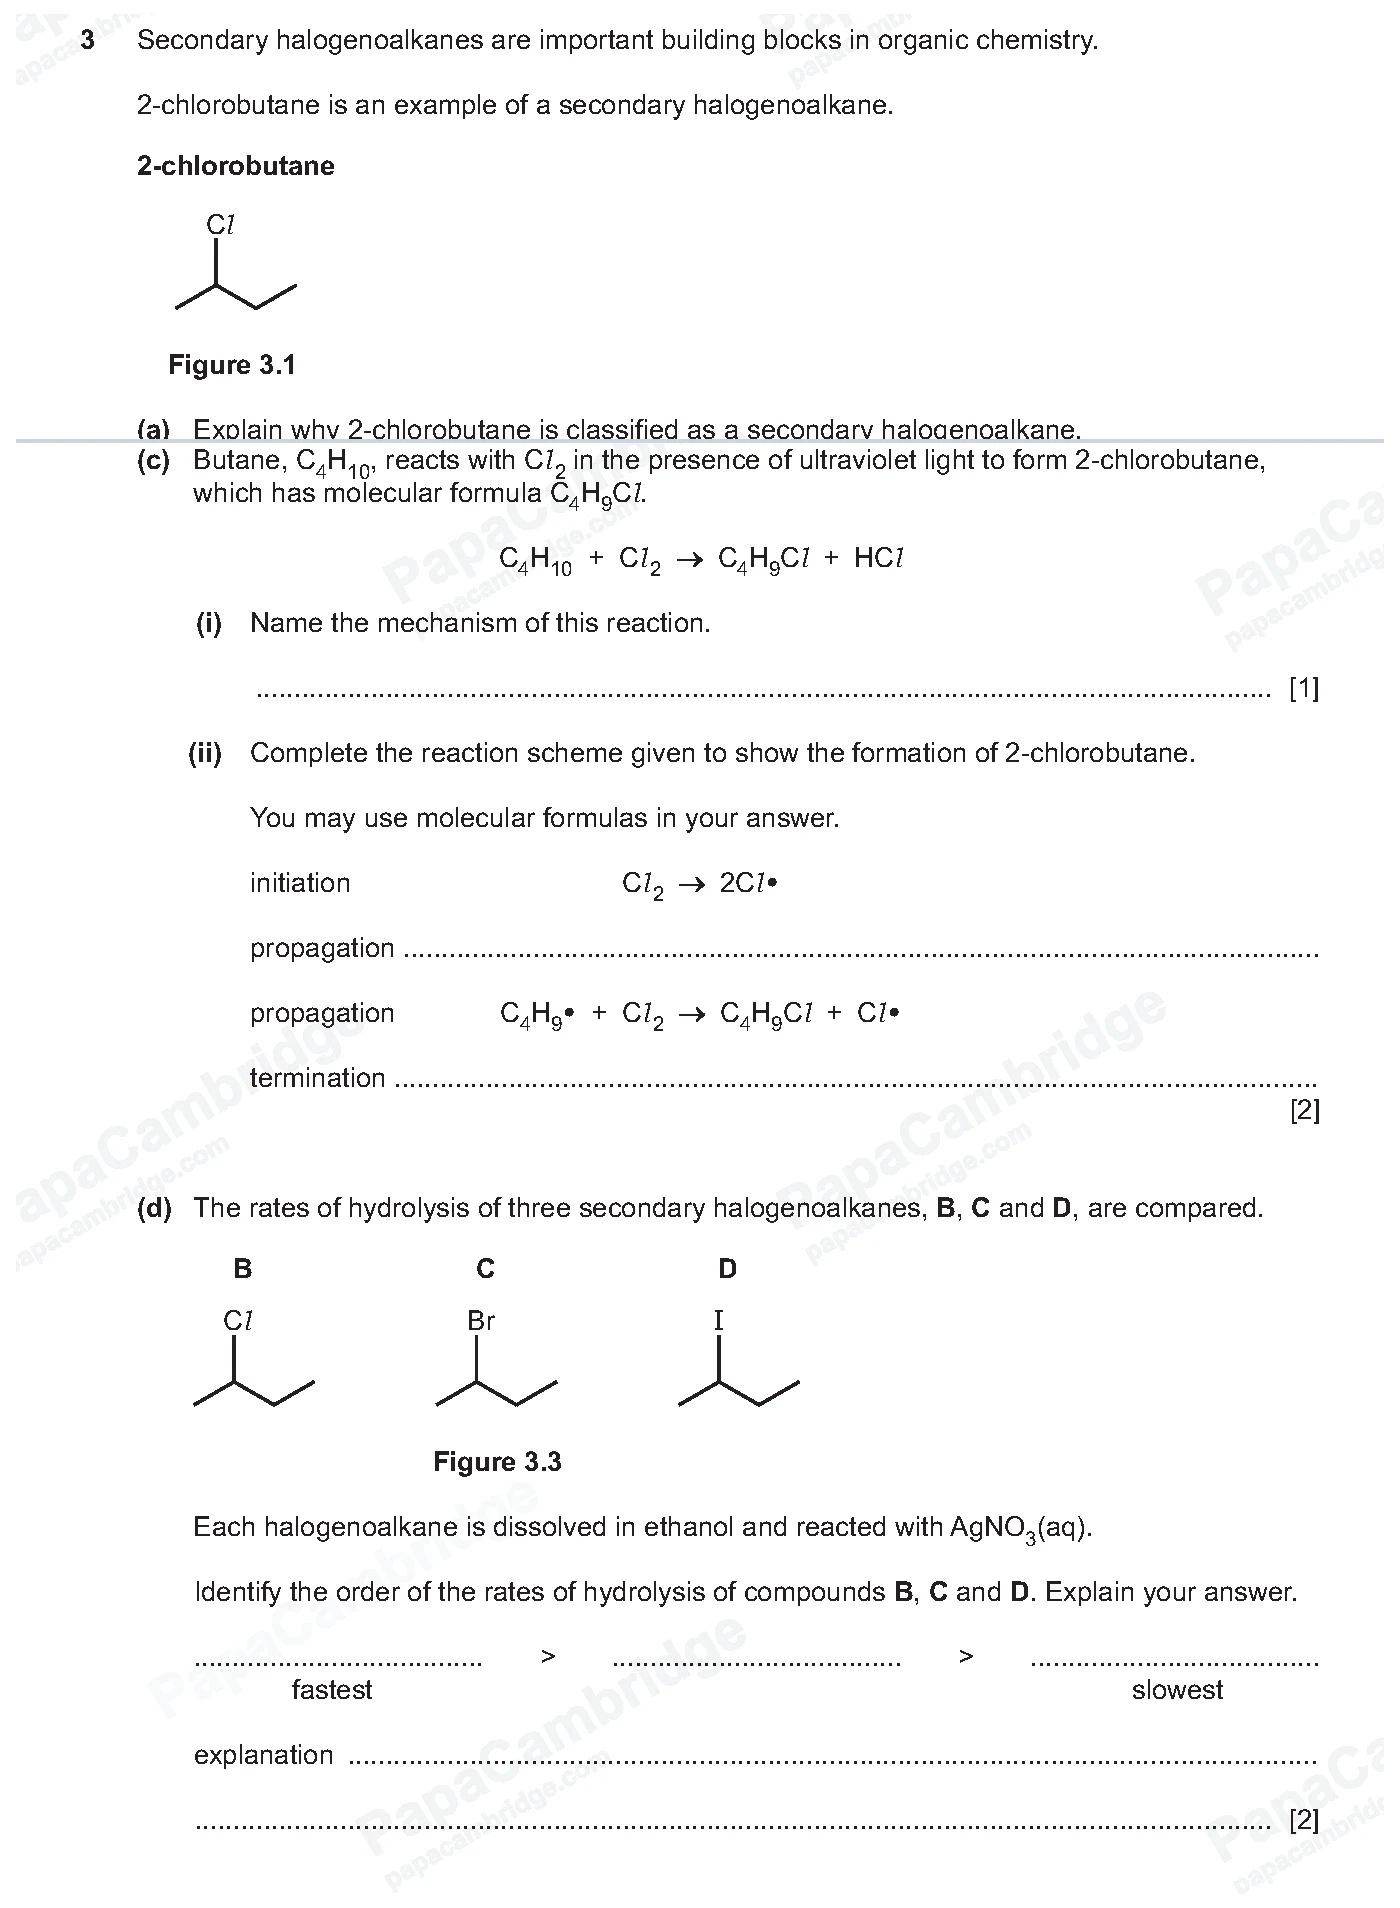 PapaCambridge
papacambridge.com
3 Secondary halogenoalkanes are important building blocks in organic chemistry.
2-chlorobutane is an example of a secondary halogenoalkane.
2-chlorobutane
Cl
Figure 3.1
(a) Explain why 2-chlorobutane is classified as a secondary halogenoalkane.
(c) Butane, C₄H₁₀, reacts with Cl₂ in the presence of ultraviolet light to form 2-chlorobutane,
which has molecular formula C₄H₉Cl.
C₄H₁₀ + Cl₂ → C₄H₉Cl + HCl
(i) Name the mechanism of this reaction.
[1]
(ii) Complete the reaction scheme given to show the formation of 2-chlorobutane.
You may use molecular formulas in your answer.
initiation Cl₂ → 2Cl•
propagation
propagation C₄H₉• + Cl₂ → C₄H₉Cl + Cl•
termination
[2]
(d) The rates of hydrolysis of three secondary halogenoalkanes, B, C and D, are compared.
B C D
Cl Br I
Figure 3.3
Each halogenoalkane is dissolved in ethanol and reacted with AgNO₃(aq).
Identify the order of the rates of hydrolysis of compounds B, C and D. Explain your answer.
> >
fastest slowest
explanation
[2]